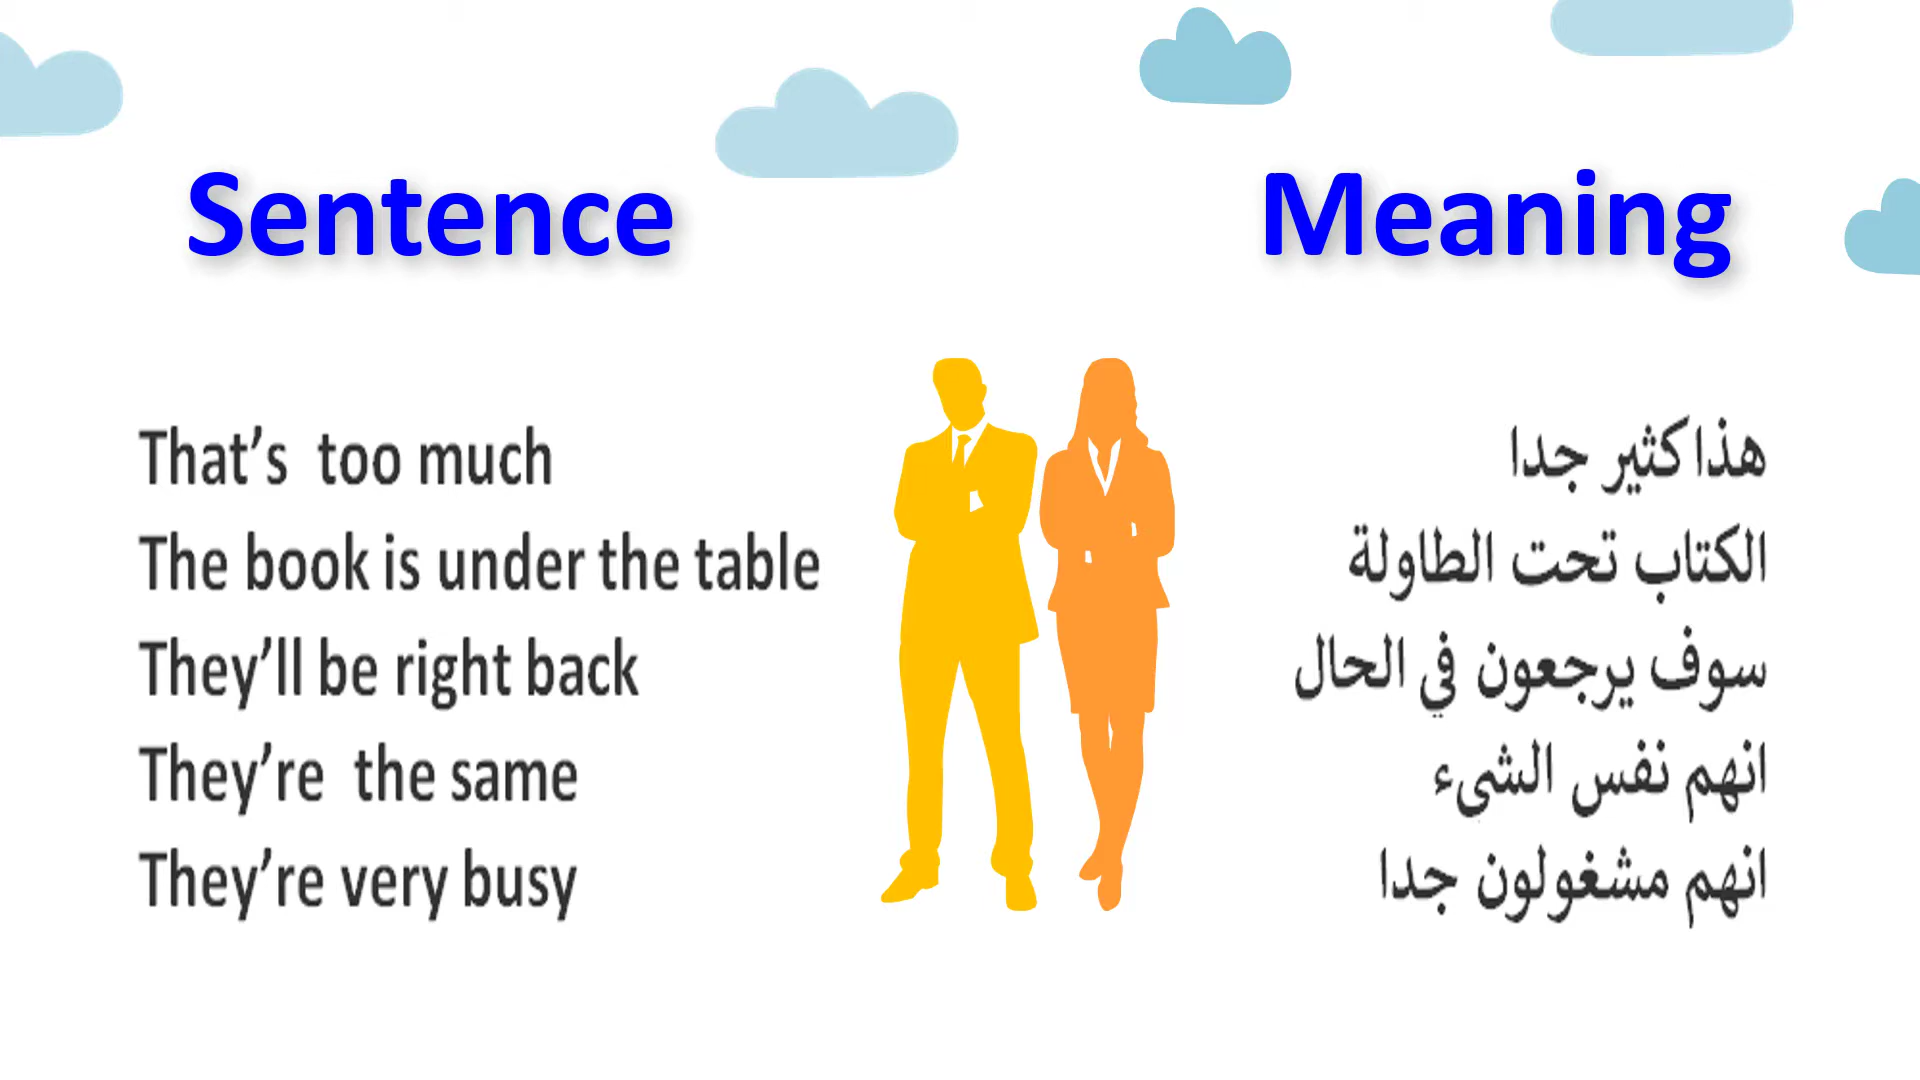 Sentence Meaning
That’s too much هذا كثير جدا
The book is under the table الكتاب تحت الطاولة
They’ll be right back سوف يرجعون في الحال
They’re the same انهم نفس الشيء
They’re very busy انهم مشغولون جدا